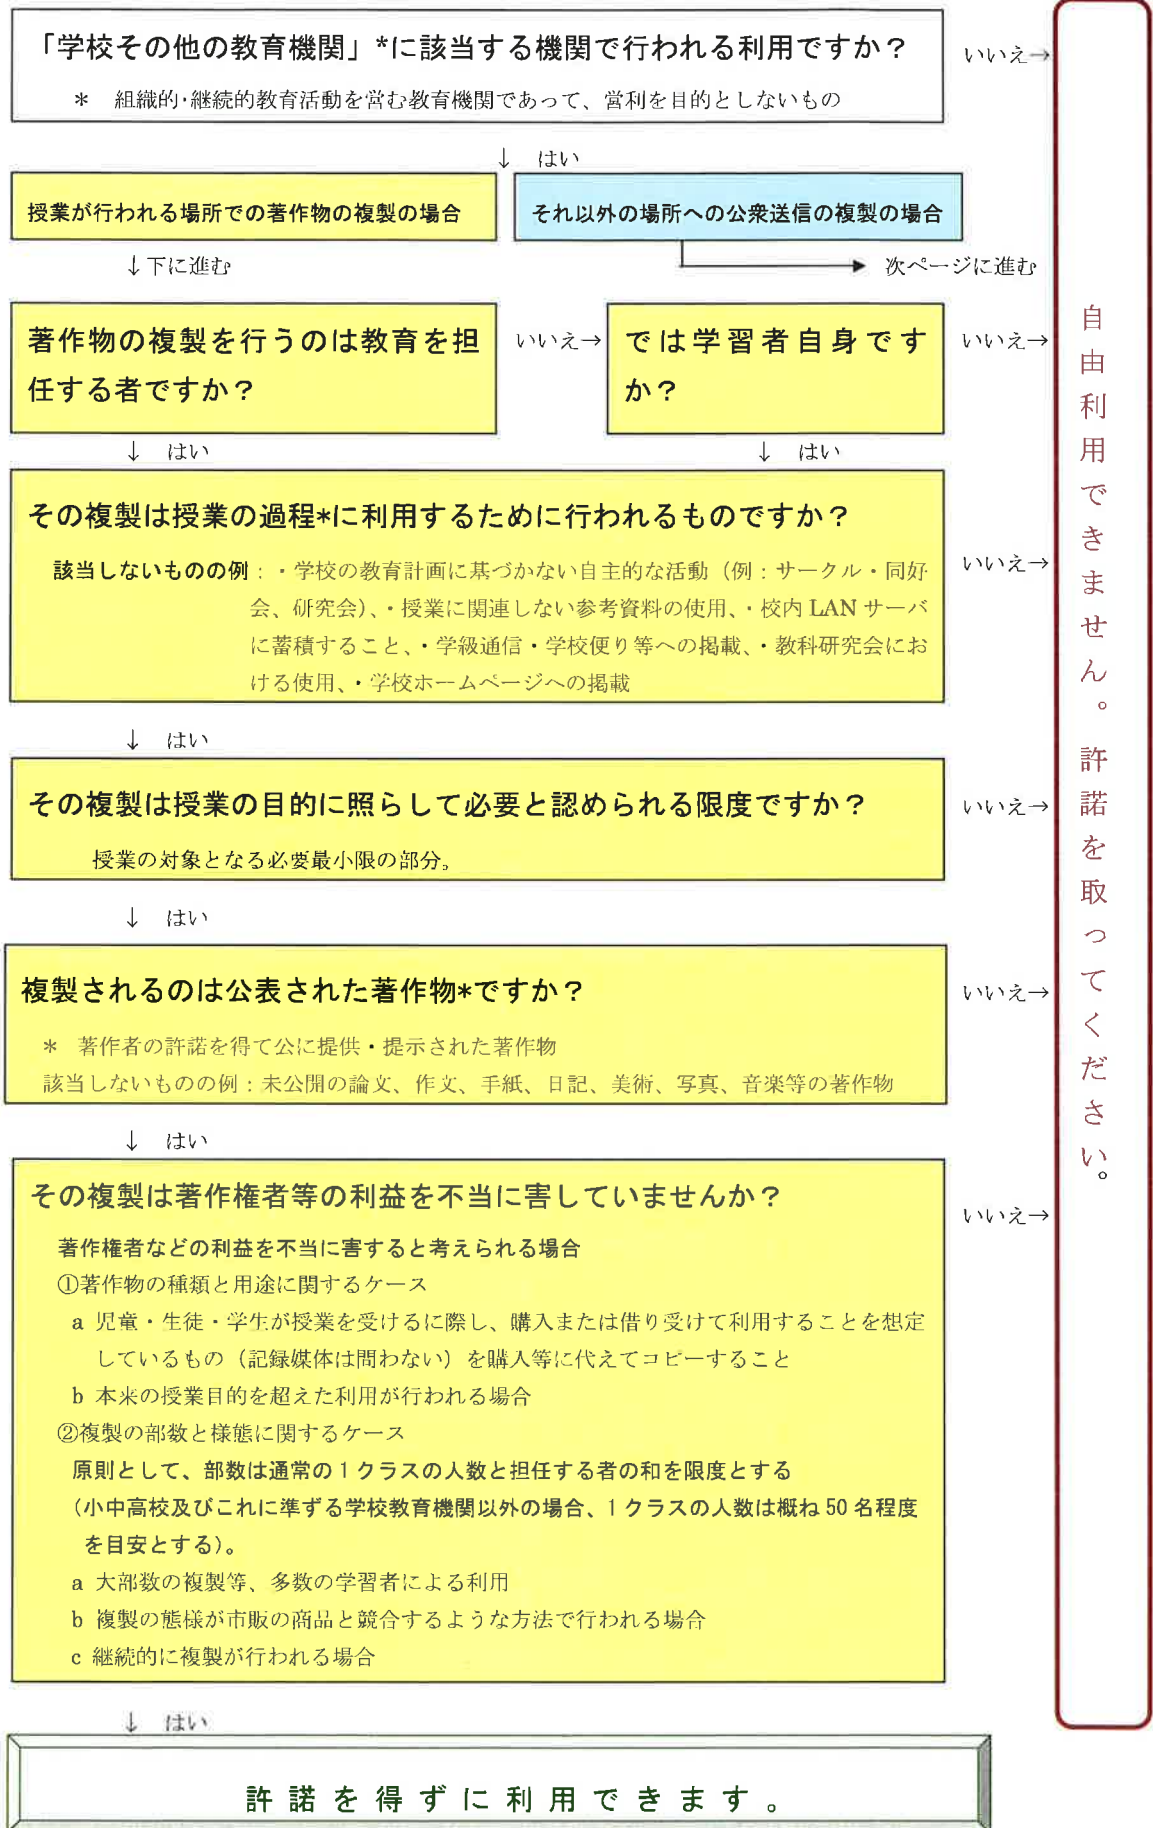 「学校その他の教育機関」*に該当する機関で行われる利用ですか？
いいえ→
＊ 組織的・継続的教育活動を営む教育機関であって、営利を目的としないもの
↓ はい
授業が行われる場所での著作物の複製の場合
それ以外の場所への公衆送信の複製の場合
↓下に進む
次ページに進む
著作物の複製を行うのは教育を担
任する者ですか？
いいえ→
では学習者自身です
か？
いいえ→
↓ はい
↓ はい
その複製は授業の過程*に利用するために行われるものですか？
該当しないものの例：・学校の教育計画に基づかない自主的な活動（例：サークル・同好
会、研究会）、・授業に関連しない参考資料の使用、・校内 LAN サーバ
に蓄積すること、・学級通信・学校便り等への掲載、・教科研究会にお
ける使用、・学校ホームページへの掲載
いいえ→
↓ はい
その複製は授業の目的に照らして必要と認められる限度ですか？
授業の対象となる必要最小限の部分。
いいえ→
↓ はい
複製されるのは公表された著作物*ですか？
＊ 著作者の許諾を得て公に提供・提示された著作物
該当しないものの例：未公開の論文、作文、手紙、日記、美術、写真、音楽等の著作物
いいえ→
↓ はい
その複製は著作権者等の利益を不当に害していませんか？
著作権者などの利益を不当に害すると考えられる場合
①著作物の種類と用途に関するケース
a 児童・生徒・学生が授業を受けるに際し、購入または借り受けて利用することを想定
しているもの（記録媒体は問わない）を購入等に代えてコピーすること
b 本来の授業目的を超えた利用が行われる場合
②複製の部数と様態に関するケース
原則として、部数は通常の１クラスの人数と担任する者の和を限度とする
（小中高校及びこれに準ずる学校教育機関以外の場合、１クラスの人数は概ね 50 名程度
を目安とする）。
a 大部数の複製等、多数の学習者による利用
b 複製の態様が市販の商品と競合するような方法で行われる場合
c 継続的に複製が行われる場合
いいえ→
↓ はい
許諾を得ずに利用できます。
自由利用できません。許諾を取ってください。